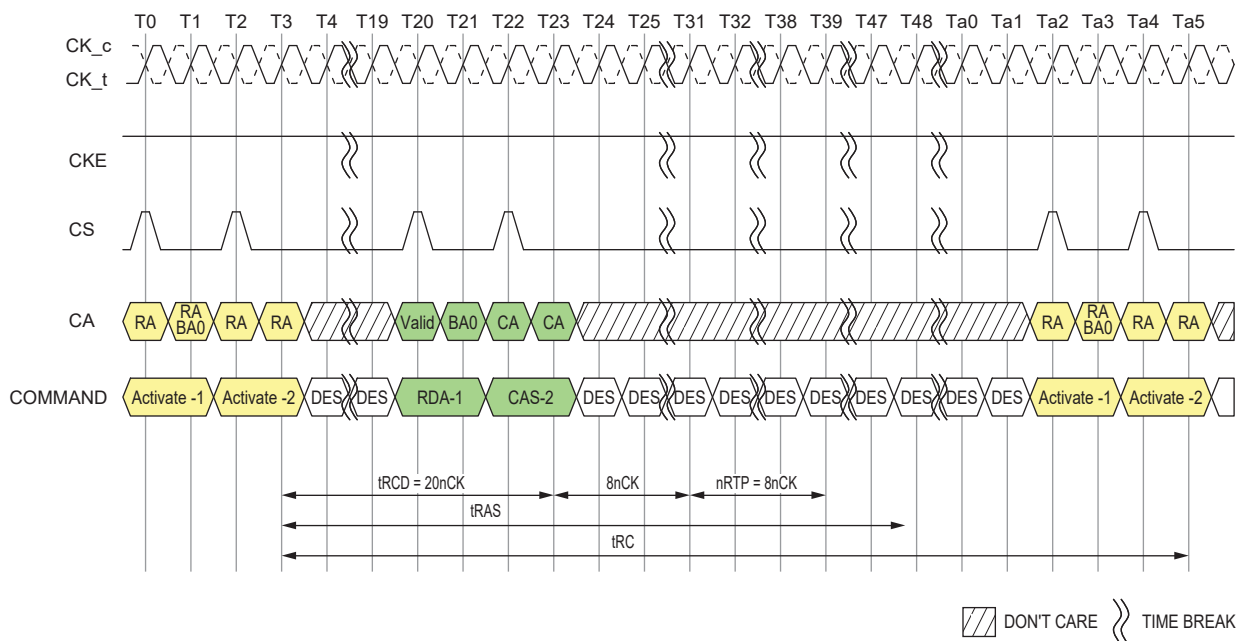 T0 T1 T2 T3 T4 T19 T20 T21 T22 T23 T24 T25 T31 T32 T38 T39 T47 T48 Ta0 Ta1 Ta2 Ta3 Ta4 Ta5
CK_c
CK_t
CKE
CS
CA RA RA BA0 RA RA Valid BA0 CA CA RA RA BA0 RA RA
COMMAND Activate -1 Activate -2 DES DES RDA-1 CAS-2 DES DES DES DES DES DES DES DES DES DES Activate -1 Activate -2
tRCD = 20nCK 8nCK nRTP = 8nCK
tRAS
tRC
DON'T CARE TIME BREAK